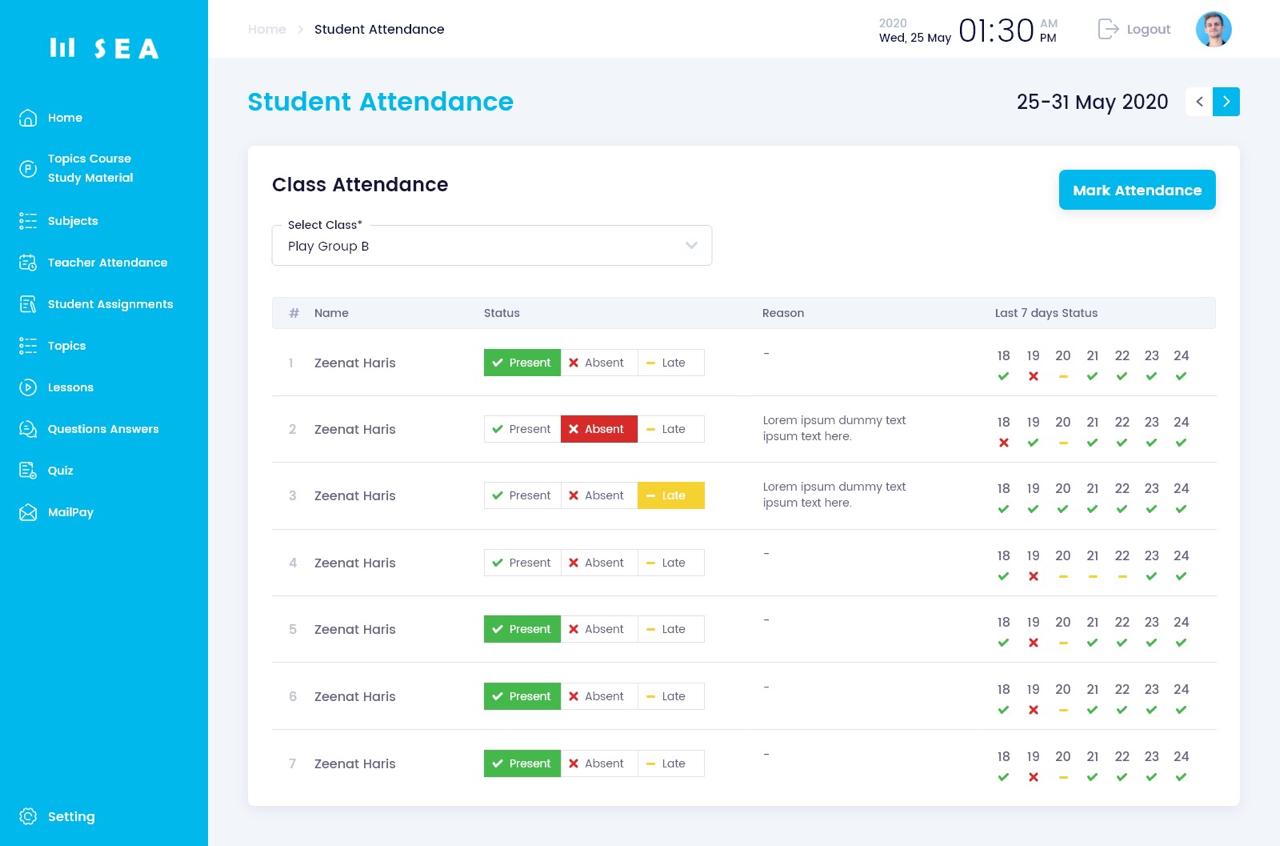 SEA
Home
Topics Course
Study Material
Subjects
Teacher Attendance
Student Assignments
Topics
Lessons
Questions Answers
Quiz
MailPay
Setting
Home > Student Attendance
2020
Wed, 25 May
01:30
AM
PM
Logout
Student Attendance
25-31 May 2020
Class Attendance
Mark Attendance
Select Class*
Play Group B
# Name Status Reason Last 7 days Status
18 19 20 21 22 23 24
1 Zeenat Haris Present Absent Late -
18 19 20 21 22 23 24
2 Zeenat Haris Present Absent Late
Lorem ipsum dummy text
ipsum text here.
18 19 20 21 22 23 24
3 Zeenat Haris Present Absent Late
Lorem ipsum dummy text
ipsum text here.
18 19 20 21 22 23 24
4 Zeenat Haris Present Absent Late -
18 19 20 21 22 23 24
5 Zeenat Haris Present Absent Late -
18 19 20 21 22 23 24
6 Zeenat Haris Present Absent Late -
18 19 20 21 22 23 24
7 Zeenat Haris Present Absent Late -